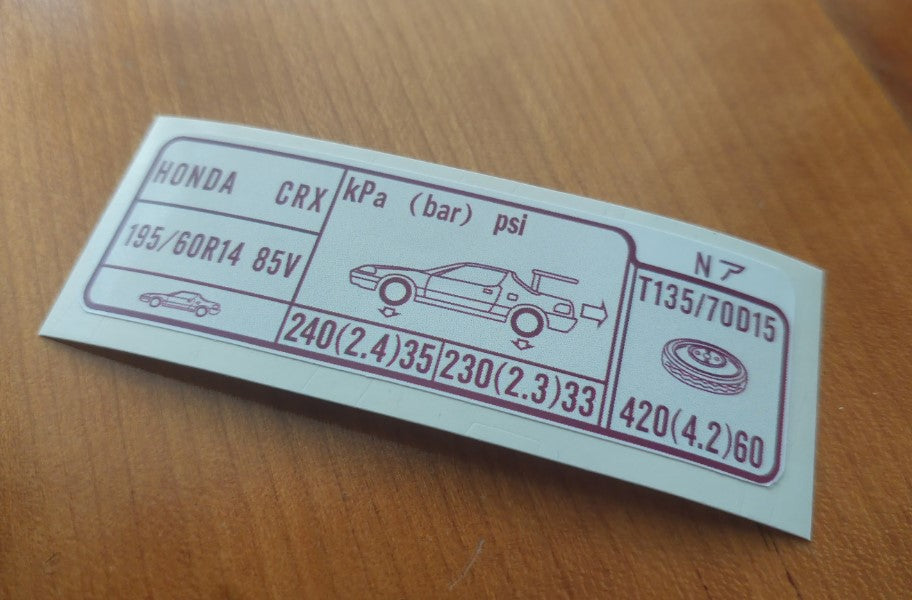 HONDA CRX
195/60R14 85V
kPa (bar) psi
240(2.4)35
230(2.3)33
Nア
T135/70D15
420(4.2)60